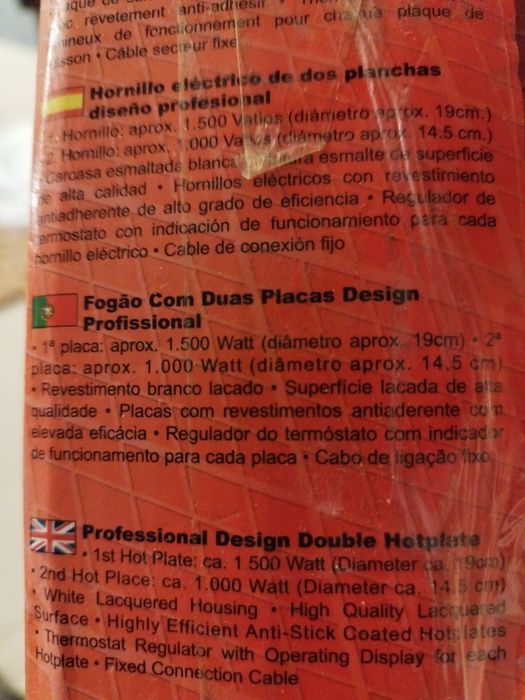 revêtement anti-adhésif •
mineux de fonctionnement pour chaque plaque de
isson • Câble secteur fixe
Hornillo eléctrico de dos planchas
diseño profesional
1. Hornillo: aprox. 1.500 Vatios (diámetro aprox. 19cm.)
2. Hornillo: aprox. 1.000 Vatios (diámetro aprox. 14.5 cm.)
Carcasa esmaltada blanca esmalte de superficie
de alta calidad • Hornillos eléctricos con revestimiento
antiadherente de alto grado de eficiencia • Regulador de
termostato con indicación de funcionamiento para cada
hornillo eléctrico • Cable de conexión fijo
Fogão Com Duas Placas Design
Profissional
• 1ª placa: aprox. 1.500 Watt (diâmetro aprox. 19cm) • 2ª
placa: aprox. 1.000 Watt (diâmetro aprox. 14,5 cm)
• Revestimento branco lacado • Superfície lacada de alta
qualidade • Placas com revestimentos antiaderente com
elevada eficácia • Regulador do termóstato com indicador
de funcionamento para cada placa • Cabo de ligação fixo
Professional Design Double Hotplate
• 1st Hot Plate: ca. 1 500 Watt (Diameter ca. 19cm)
• 2nd Hot Place: ca. 1.000 Watt (Diameter ca. 14.5 cm)
• White Lacquered Housing • High Quality Lacquered
Surface • Highly Efficient Anti-Stick Coated Hotplates
• Thermostat Regulator with Operating Display for each
Hotplate • Fixed Connection Cable